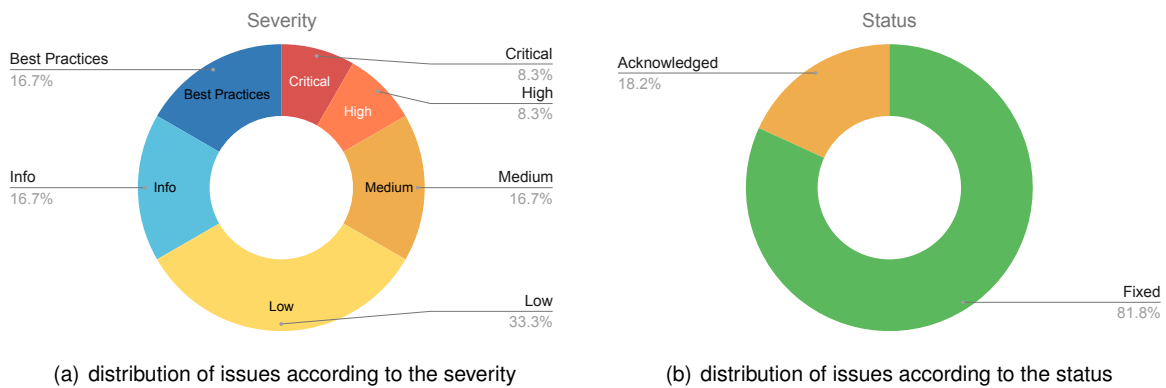 Severity
Best Practices
16.7%
Critical
8.3%
High
8.3%
Best Practices
Critical
High
Info
16.7%
Info
Medium
Medium
16.7%
Low
Low
33.3%
(a) distribution of issues according to the severity
Status
Acknowledged
18.2%
Fixed
81.8%
(b) distribution of issues according to the status